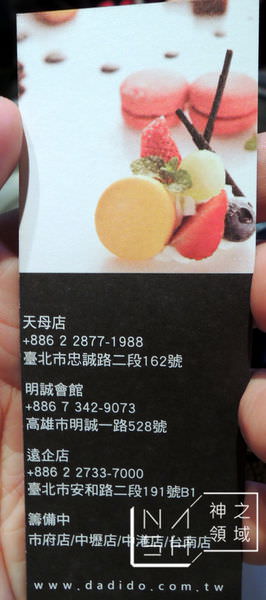 天母店
+886 2 2877-1988
臺北市忠誠路二段162號
明誠會館
+886 7 342-9073
高雄市明誠一路528號
遠企店
+886 2 2733-7000
臺北市安和路二段191號B1
籌備中
市府店/中壢店/中港店/台南店
www.dadido.com.tw
神之
領域